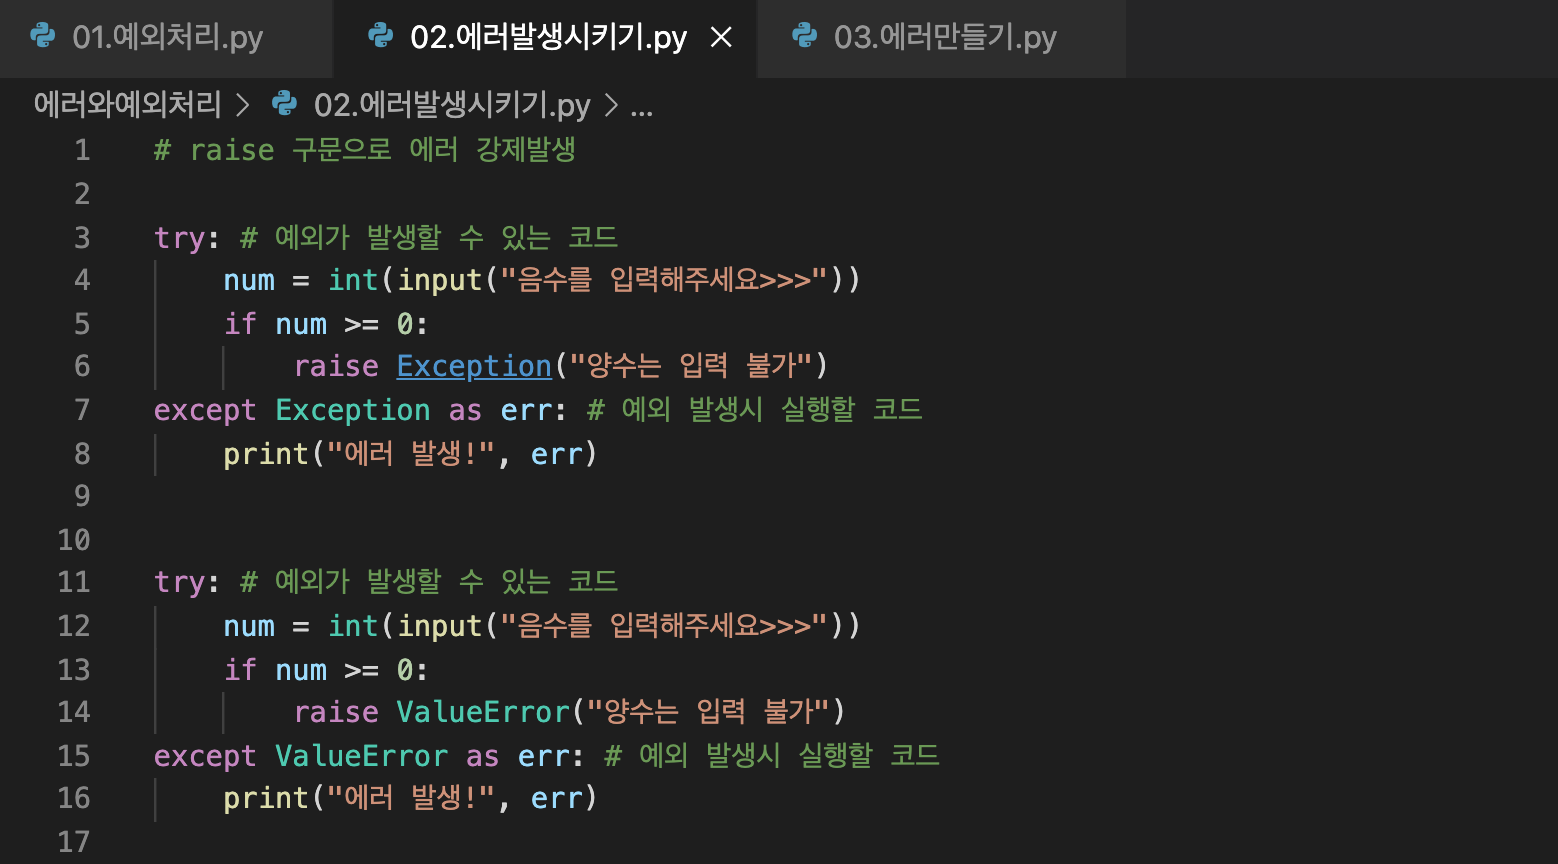 01.예외처리.py 02.에러발생시키기.py 03.에러만들기.py
에러와예외처리 > 02.에러발생시키기.py > ...
1 # raise 구문으로 에러 강제발생
2
3 try: # 예외가 발생할 수 있는 코드
4     num = int(input("음수를 입력해주세요>>>"))
5     if num >= 0:
6         raise Exception("양수는 입력 불가")
7 except Exception as err: # 예외 발생시 실행할 코드
8     print("에러 발생!", err)
9
10
11 try: # 예외가 발생할 수 있는 코드
12     num = int(input("음수를 입력해주세요>>>"))
13     if num >= 0:
14         raise ValueError("양수는 입력 불가")
15 except ValueError as err: # 예외 발생시 실행할 코드
16     print("에러 발생!", err)
17